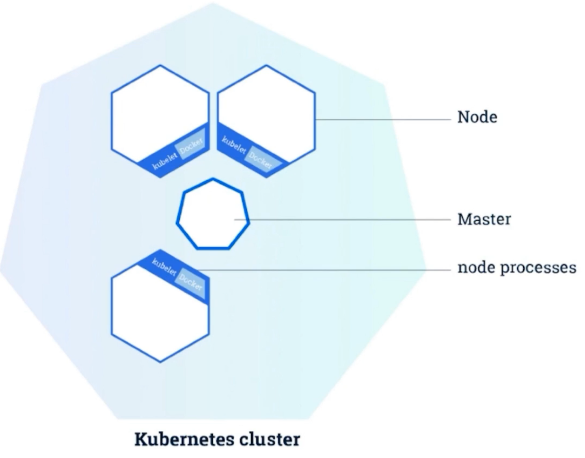 kubelet Docker
kubelet Docker
Node
Master
kubelet Docker
node processes
Kubernetes cluster